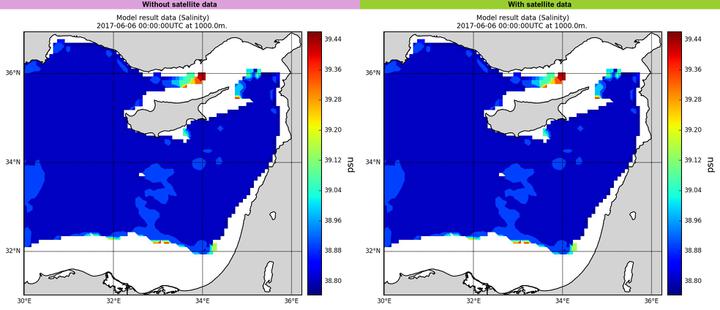 Without satellite data
With satellite data
Model result data (Salinity)
2017-06-06 00:00:00UTC at 1000.0m.
36°N
34°N
32°N
30°E
32°E
34°E
36°E
39.44
39.36
39.28
39.20
39.12
39.04
38.96
38.88
38.80
psu
Model result data (Salinity)
2017-06-06 00:00:00UTC at 1000.0m.
36°N
34°N
32°N
30°E
32°E
34°E
36°E
39.44
39.36
39.28
39.20
39.12
39.04
38.96
38.88
38.80
psu